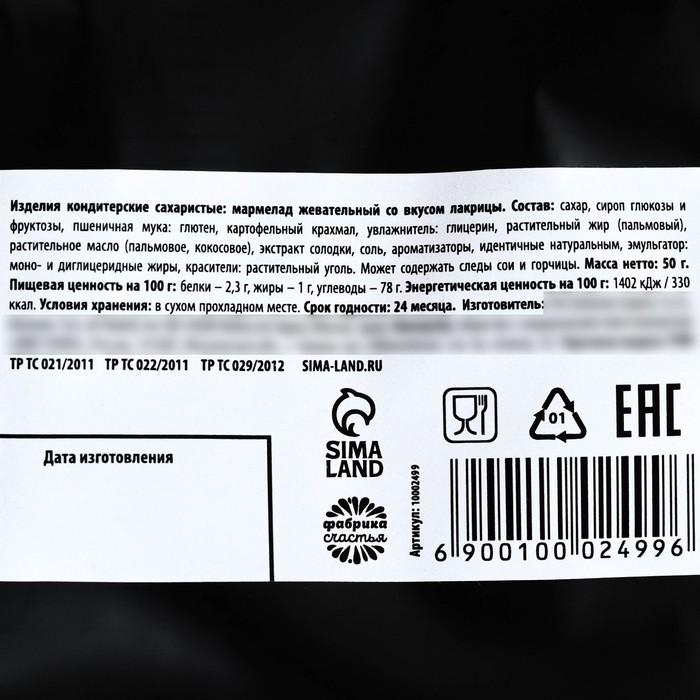 Изделия кондитерские сахаристые: мармелад жевательный со вкусом лакрицы. Состав: сахар, сироп глюкозы и
фруктозы, пшеничная мука: глютен, картофельный крахмал, увлажнитель: глицерин, растительный жир (пальмовый),
растительное масло (пальмовое, кокосовое), экстракт солодки, соль, ароматизаторы, идентичные натуральным, эмульгатор:
моно- и диглицеридные жиры, красители: растительный уголь. Может содержать следы сои и горчицы. Масса нетто: 50 г.
Пищевая ценность на 100 г: белки – 2,3 г, жиры – 1 г, углеводы – 78 г. Энергетическая ценность на 100 г: 1402 кДж / 330
ккал. Условия хранения: в сухом прохладном месте. Срок годности: 24 месяца. Изготовитель:
ТР ТС 021/2011 ТР ТС 022/2011 ТР ТС 029/2012 SIMA-LAND.RU
Дата изготовления
SIMA
LAND
фабрика
счастья
01
EAC
Артикул: 10002499
6 900100 024996